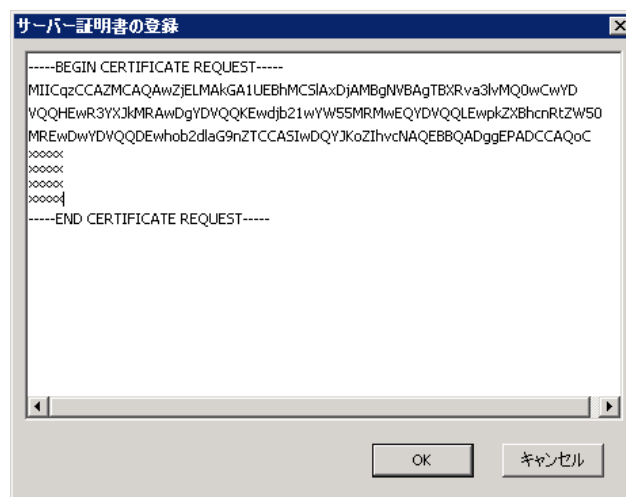 サーバー証明書の登録
-----BEGIN CERTIFICATE REQUEST-----
MIICqzCCAZMCAQAwZjELMAkGA1UEBhMCSlAxDjAMBgNVBAgTBXRva3lvMQ0wCwYD
VQQHEwR3YXJkMRAwDgYDVQQKEwdjb21wYW55MRMwEQYDVQQLEwpkZXBhcnRtZW50
MREwDwYDVQQDEwhob2dlaG9nZTCCASIwDQYJKoZIhvcNAQEBBQADggEPADCCAQoC
xxxxx
xxxxx
xxxxx
xxxxx
-----END CERTIFICATE REQUEST-----
OK
キャンセル